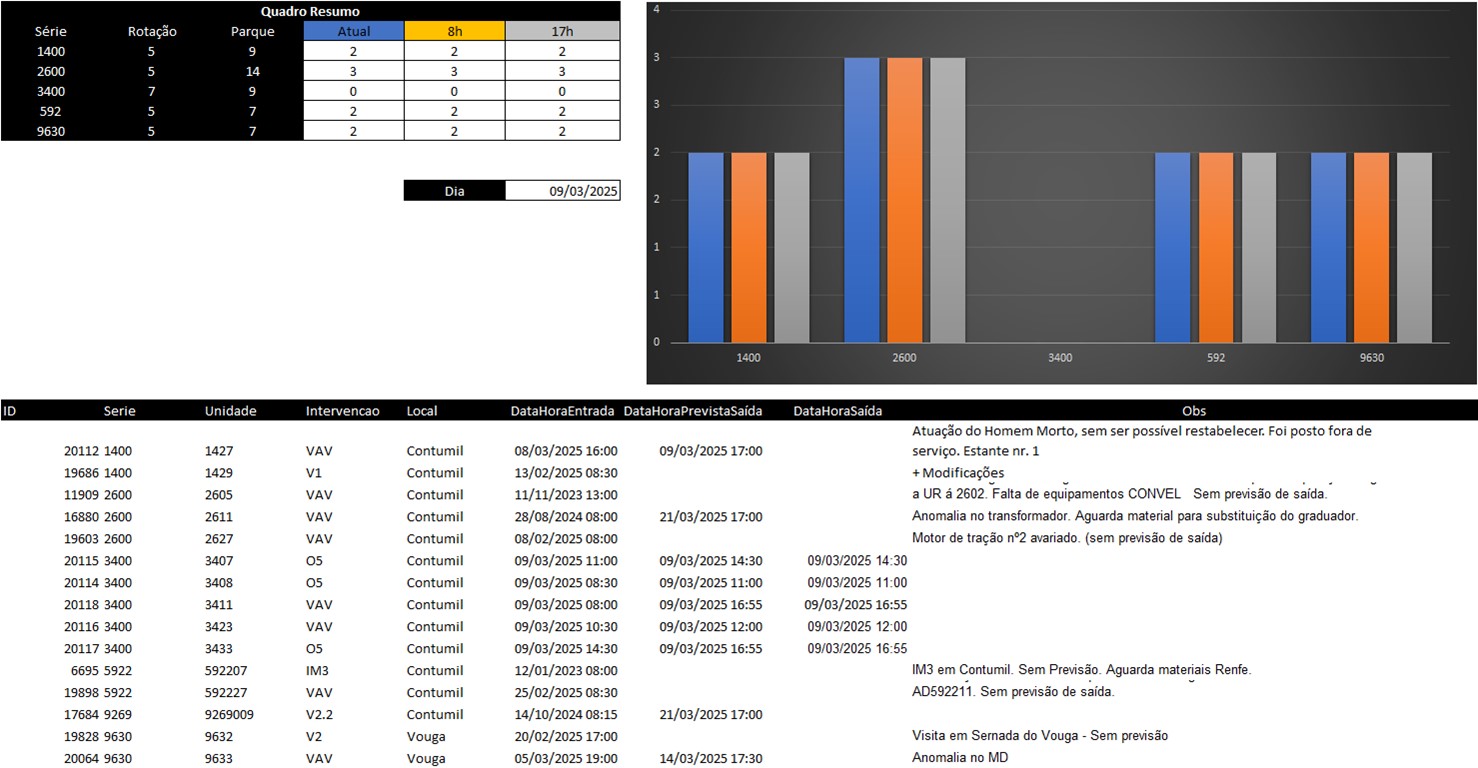 Quadro Resumo
Série Rotação Parque Atual 8h 17h
1400 5 9 2 2 2
2600 5 14 3 3 3
3400 7 9 0 0 0
592 5 7 2 2 2
9630 5 7 2 2 2
Dia 09/03/2025
4
3
3
2
2
1
1
0
1400 2600 3400 592 9630
ID Serie Unidade Intervencao Local DataHoraEntrada DataHoraPrevistaSaída DataHoraSaída Obs
Atuação do Homem Morto, sem ser possível restabelecer. Foi posto fora de
20112 1400 1427 VAV Contumil 08/03/2025 16:00 09/03/2025 17:00 serviço. Estante nr. 1
19686 1400 1429 V1 Contumil 13/02/2025 08:30 + Modificações
11909 2600 2605 VAV Contumil 11/11/2023 13:00 a UR á 2602. Falta de equipamentos CONVEL Sem previsão de saída.
16880 2600 2611 VAV Contumil 28/08/2024 08:00 21/03/2025 17:00 Anomalia no transformador. Aguarda material para substituição do graduador.
19603 2600 2627 VAV Contumil 08/02/2025 08:00 Motor de tração nº2 avariado. (sem previsão de saída)
20115 3400 3407 O5 Contumil 09/03/2025 11:00 09/03/2025 14:30 09/03/2025 14:30
20114 3400 3408 O5 Contumil 09/03/2025 08:30 09/03/2025 11:00 09/03/2025 11:00
20118 3400 3411 VAV Contumil 09/03/2025 08:00 09/03/2025 16:55 09/03/2025 16:55
20116 3400 3423 VAV Contumil 09/03/2025 10:30 09/03/2025 12:00 09/03/2025 12:00
20117 3400 3433 O5 Contumil 09/03/2025 14:30 09/03/2025 16:55 09/03/2025 16:55
6695 5922 592207 IM3 Contumil 12/01/2023 08:00 IM3 em Contumil. Sem Previsão. Aguarda materiais Renfe.
19898 5922 592227 VAV Contumil 25/02/2025 08:30 AD592211. Sem previsão de saída.
17684 9269 9269009 V2.2 Contumil 14/10/2024 08:15 21/03/2025 17:00
19828 9630 9632 V2 Vouga 20/02/2025 17:00 Visita em Sernada do Vouga - Sem previsão
20064 9630 9633 VAV Vouga 05/03/2025 19:00 14/03/2025 17:30 Anomalia no MD